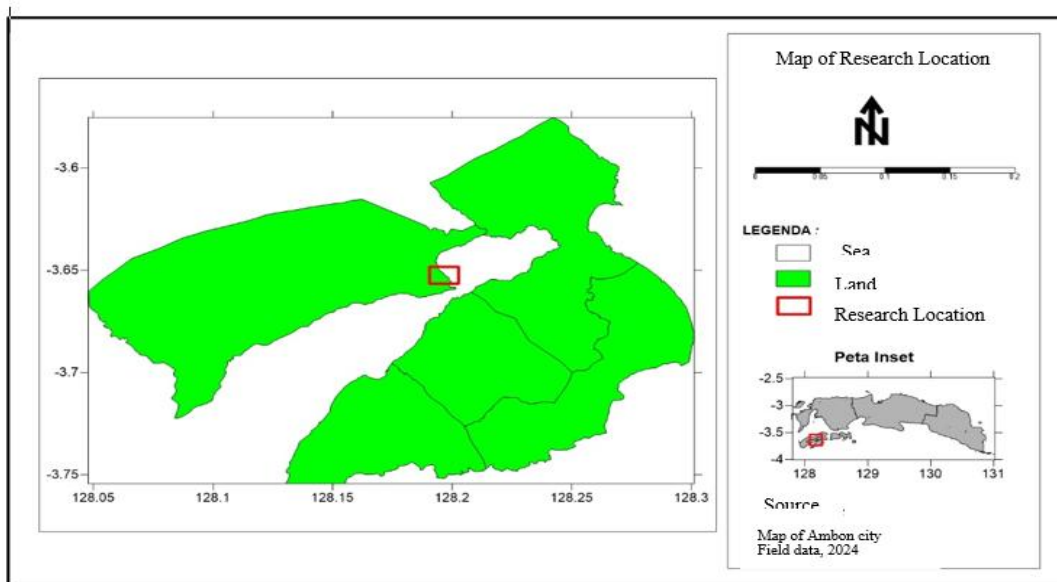 -3.6
-3.65
-3.7
-3.75
128.05 128.1 128.15 128.2 128.25 128.3
Map of Research Location
N
0 0.05 0.1 0.15 0.2
LEGENDA :
Sea
Land
Research Location
Peta Inset
-2.5
-3
-3.5
-4
128 129 130 131
Source
Map of Ambon city
Field data, 2024